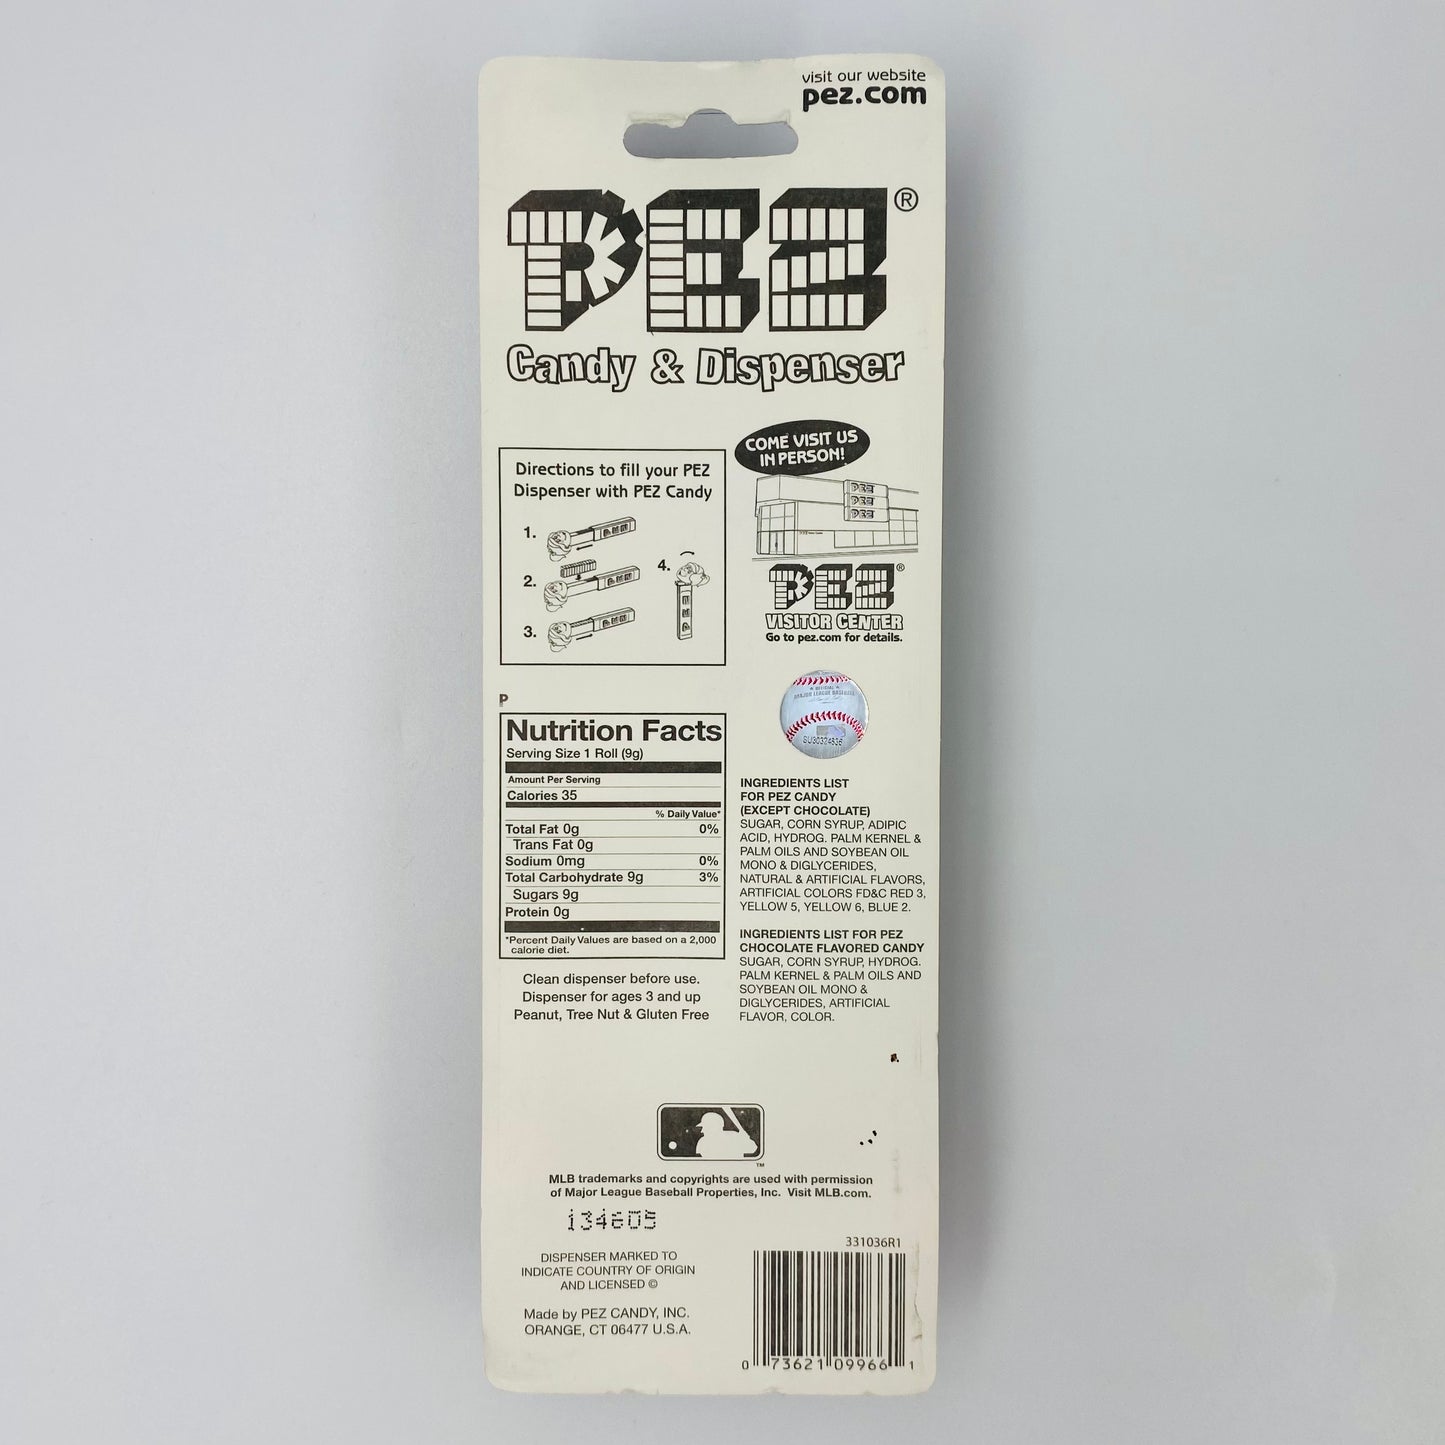 visit our website
pez.com
PEZ®
Candy & Dispenser
Directions to fill your PEZ
Dispenser with PEZ Candy
1.
2.
3.
4.
COME VISIT US
IN PERSON!
PEZ
PEZ
PEZ
PEZ®
VISITOR CENTER
Go to pez.com for details.
P
Nutrition Facts
Serving Size 1 Roll (9g)
Amount Per Serving
Calories 35
% Daily Value*
Total Fat 0g 0%
Trans Fat 0g
Sodium 0mg 0%
Total Carbohydrate 9g 3%
Sugars 9g
Protein 0g
*Percent Daily Values are based on a 2,000
calorie diet.
Clean dispenser before use.
Dispenser for ages 3 and up
Peanut, Tree Nut & Gluten Free
OFFICIAL
MAJOR LEAGUE BASEBALL
SU30324836
INGREDIENTS LIST
FOR PEZ CANDY
(EXCEPT CHOCOLATE)
SUGAR, CORN SYRUP, ADIPIC
ACID, HYDROG. PALM KERNEL &
PALM OILS AND SOYBEAN OIL
MONO & DIGLYCERIDES,
NATURAL & ARTIFICIAL FLAVORS,
ARTIFICIAL COLORS FD&C RED 3,
YELLOW 5, YELLOW 6, BLUE 2.
INGREDIENTS LIST FOR PEZ
CHOCOLATE FLAVORED CANDY
SUGAR, CORN SYRUP, HYDROG.
PALM KERNEL & PALM OILS AND
SOYBEAN OIL MONO &
DIGLYCERIDES, ARTIFICIAL
FLAVOR, COLOR.
TM
MLB trademarks and copyrights are used with permission
of Major League Baseball Properties, Inc. Visit MLB.com.
134605
DISPENSER MARKED TO
INDICATE COUNTRY OF ORIGIN
AND LICENSED ©
Made by PEZ CANDY, INC.
ORANGE, CT 06477 U.S.A.
331036R1
0 73621 09966 1